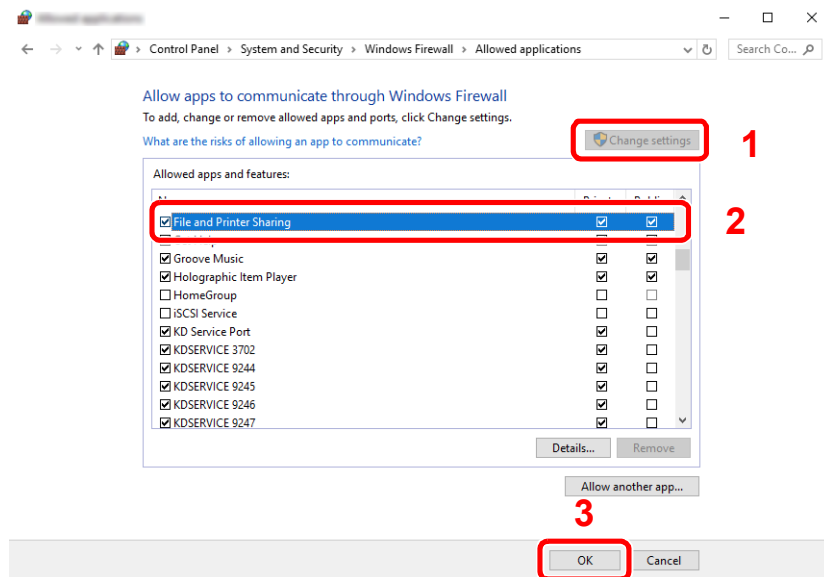 Control Panel > System and Security > Windows Firewall > Allowed applications
Search Co...
Allow apps to communicate through Windows Firewall
To add, change or remove allowed apps and ports, click Change settings.
What are the risks of allowing an app to communicate?
Change settings
1
Allowed apps and features:
File and Printer Sharing
2
Groove Music
Holographic Item Player
HomeGroup
iSCSI Service
KD Service Port
KDSERVICE 3702
KDSERVICE 9244
KDSERVICE 9245
KDSERVICE 9246
KDSERVICE 9247
Details...
Remove
Allow another app...
3
OK
Cancel